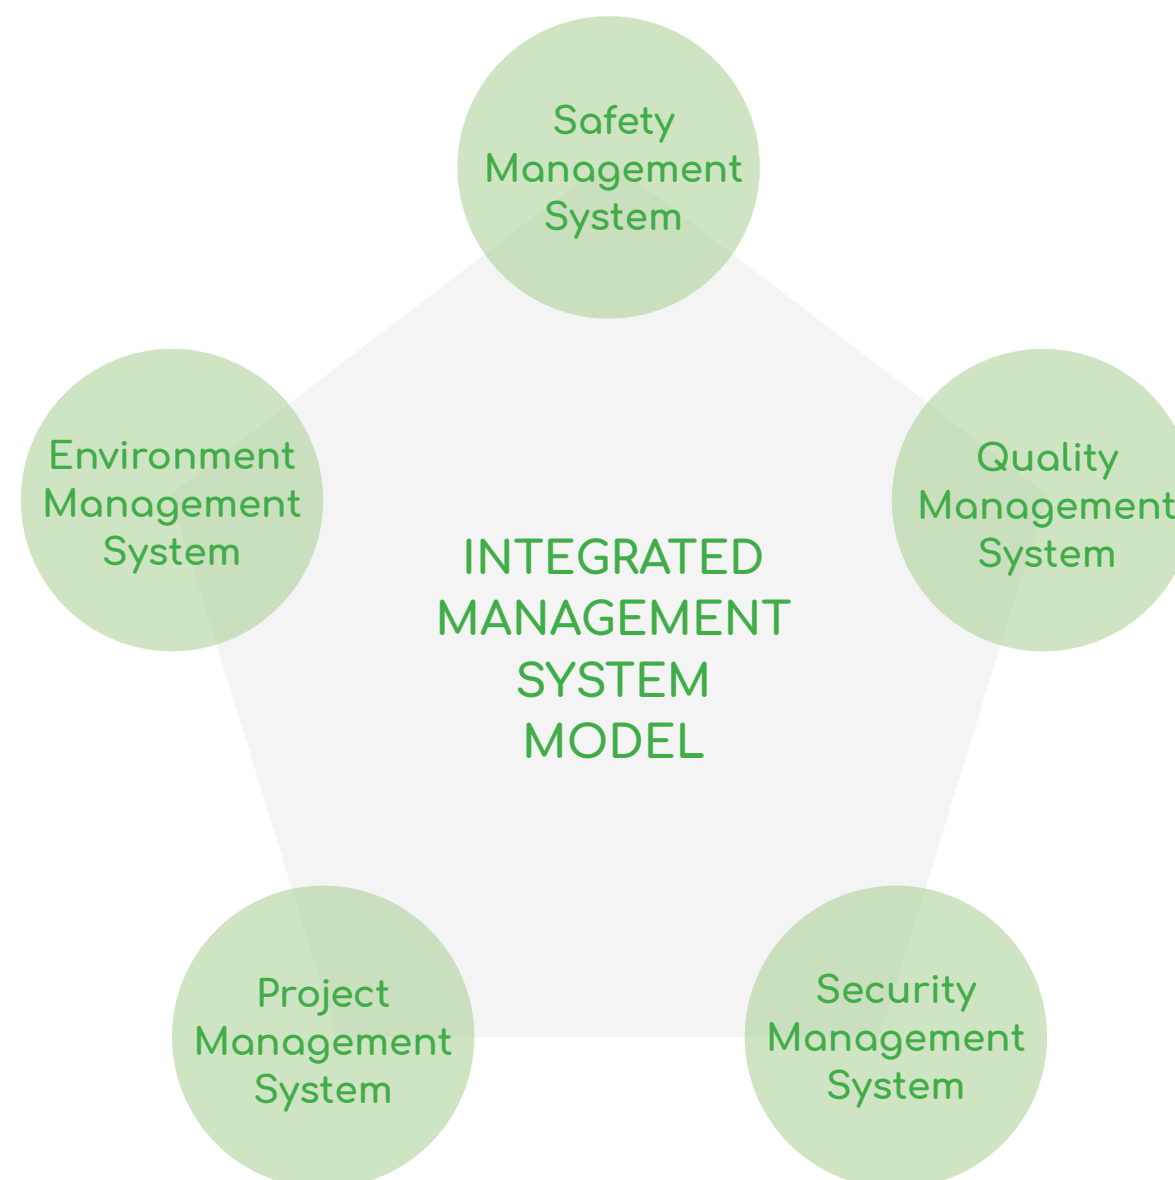 Safety
Management
System
Environment
Management
System
Quality
Management
System
INTEGRATED
MANAGEMENT
SYSTEM
MODEL
Project
Management
System
Security
Management
System